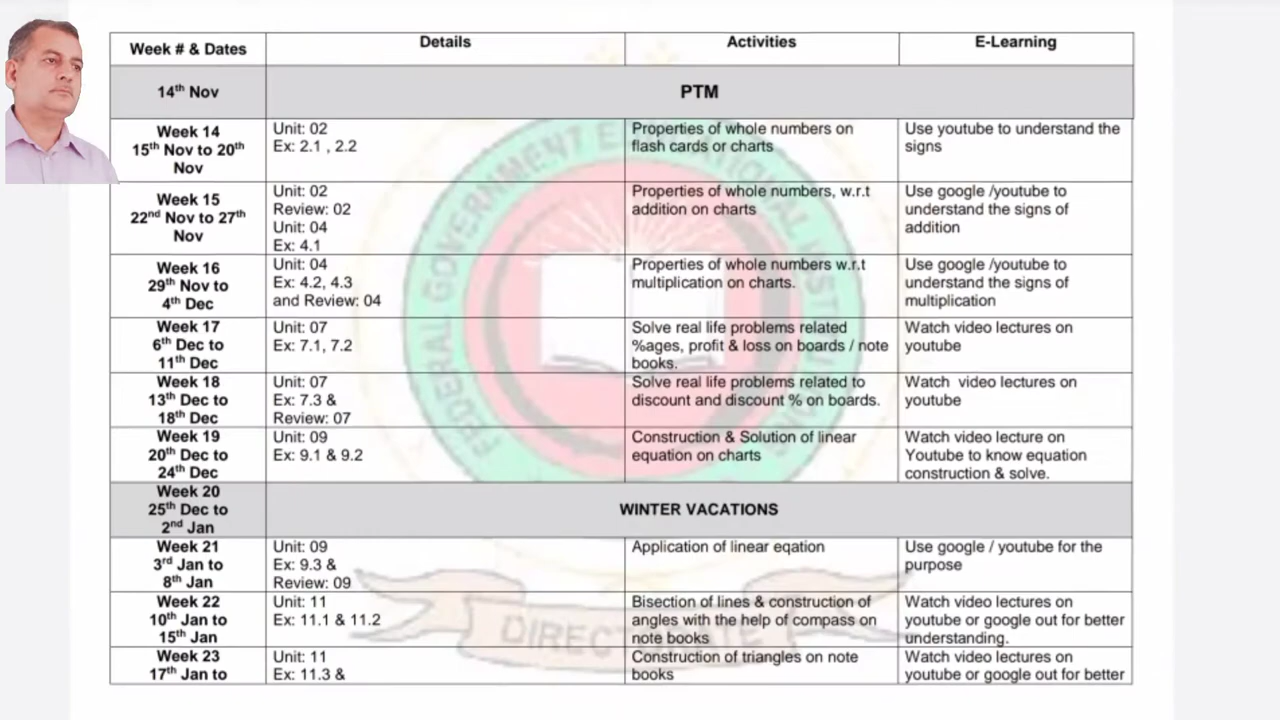 Week # & Dates Details Activities E-Learning
14th Nov PTM
Week 14
15th Nov to 20th
Nov
Unit: 02
Ex: 2.1 , 2.2
Properties of whole numbers on
flash cards or charts
Use youtube to understand the
signs
Week 15
22nd Nov to 27th
Nov
Unit: 02
Review: 02
Unit: 04
Ex: 4.1
Properties of whole numbers, w.r.t
addition on charts
Use google /youtube to
understand the signs of
addition
Week 16
29th Nov to
4th Dec
Unit: 04
Ex: 4.2, 4.3
and Review: 04
Properties of whole numbers w.r.t
multiplication on charts.
Use google /youtube to
understand the signs of
multiplication
Week 17
6th Dec to
11th Dec
Unit: 07
Ex: 7.1, 7.2
Solve real life problems related
%ages, profit & loss on boards / note
books.
Watch video lectures on
youtube
Week 18
13th Dec to
18th Dec
Unit: 07
Ex: 7.3 &
Review: 07
Solve real life problems related to
discount and discount % on boards.
Watch video lectures on
youtube
Week 19
20th Dec to
24th Dec
Unit: 09
Ex: 9.1 & 9.2
Construction & Solution of linear
equation on charts
Watch video lecture on
Youtube to know equation
construction & solve.
Week 20
25th Dec to
2nd Jan
WINTER VACATIONS
Week 21
3rd Jan to
8th Jan
Unit: 09
Ex: 9.3 &
Review: 09
Application of linear eqation
Use google / youtube for the
purpose
Week 22
10th Jan to
15th Jan
Unit: 11
Ex: 11.1 & 11.2
Bisection of lines & construction of
angles with the help of compass on
note books
Watch video lectures on
youtube or google out for better
understanding.
Week 23
17th Jan to
Unit: 11
Ex: 11.3 &
Construction of triangles on note
books
Watch video lectures on
youtube or google out for better
FEDERAL GOVERNMENT EDUCATIONAL INSTITUTIONS
DIRECTORATE